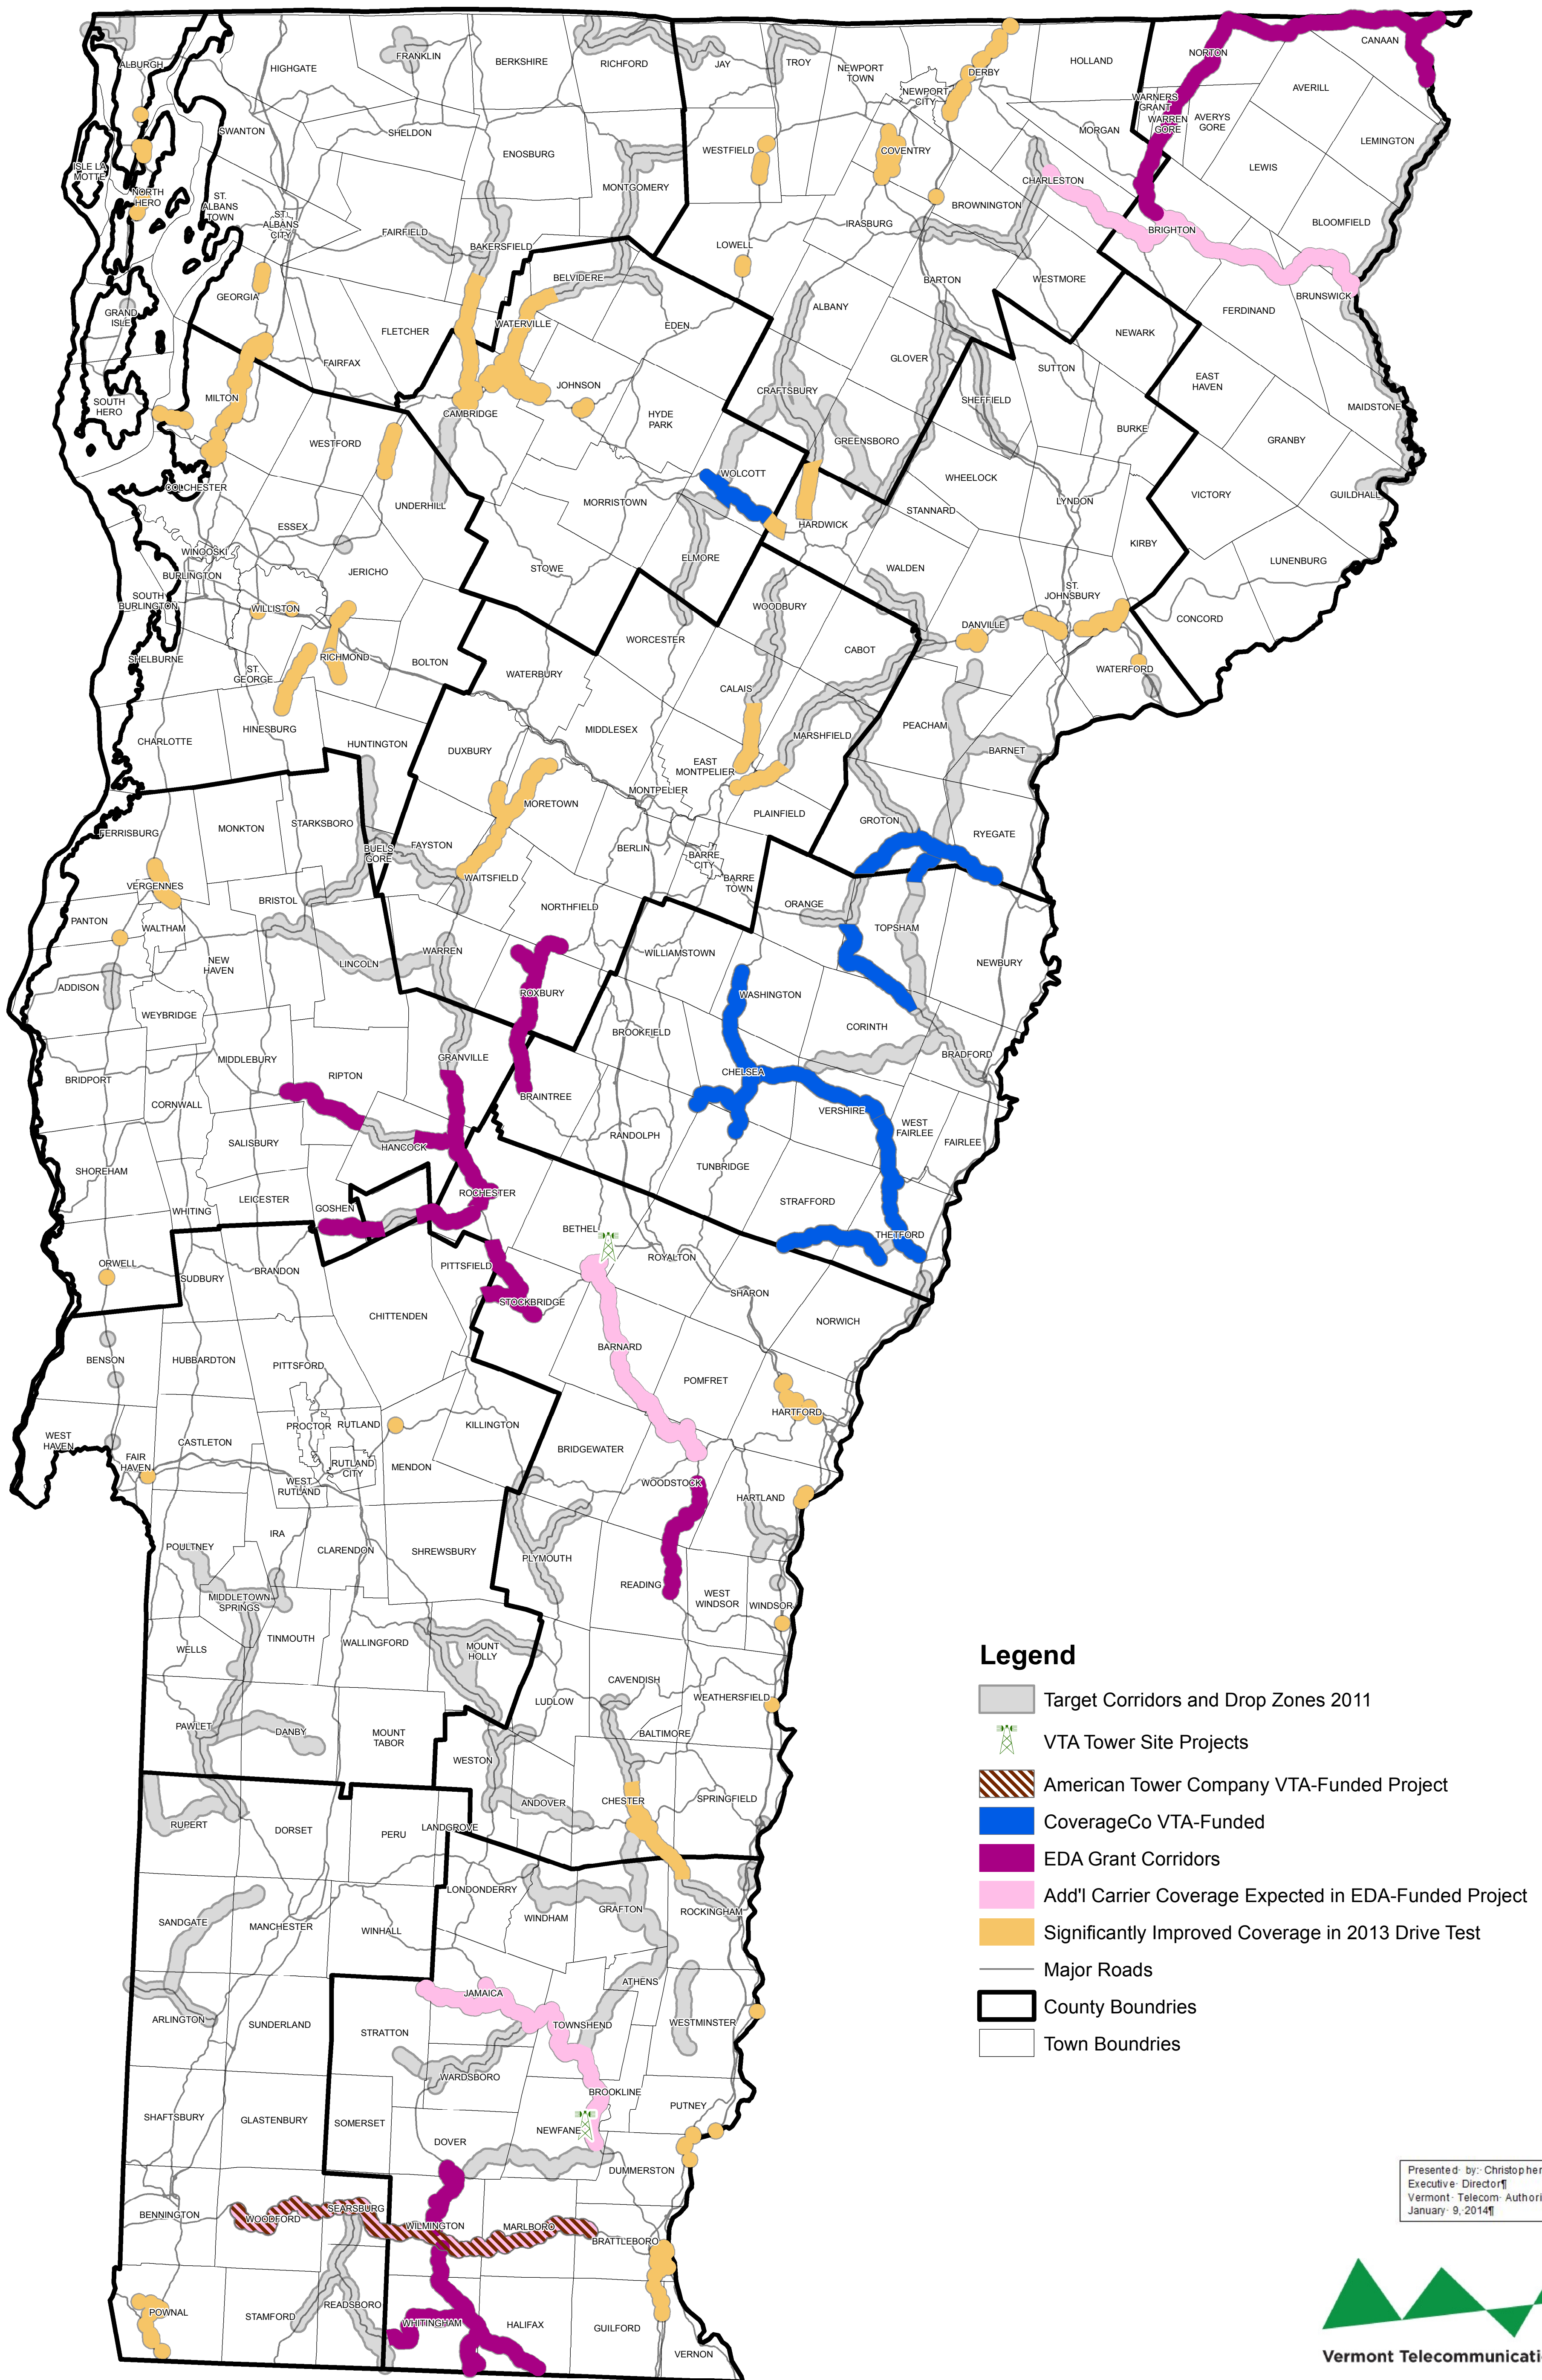 ALBURGH
HIGHGATE
FRANKLIN
BERKSHIRE
RICHFORD
JAY
TROY
NEWPORT
TOWN
NEWPORT
CITY
DERBY
HOLLAND
NORTON
CANAAN
AVERILL
WARNERS
GRANT
WARREN
GORE
AVERYS
GORE
LEMINGTON
ISLE LA
MOTTE
SWANTON
SHELDON
ENOSBURG
MONTGOMERY
WESTFIELD
COVENTRY
MORGAN
LEWIS
NORTH
HERO
ST.
ALBANS
TOWN
ST.
ALBANS
CITY
FAIRFIELD
BAKERSFIELD
LOWELL
IRASBURG
BROWNINGTON
CHARLESTON
BRIGHTON
BLOOMFIELD
BELVIDERE
GEORGIA
GRAND
ISLE
FLETCHER
WATERVILLE
EDEN
ALBANY
BARTON
WESTMORE
BRUNSWICK
FERDINAND
NEWARK
FAIRFAX
JOHNSON
GLOVER
SUTTON
EAST
HAVEN
MILTON
SOUTH
HERO
CAMBRIDGE
HYDE
PARK
CRAFTSBURY
SHEFFIELD
MAIDSTONE
WESTFORD
GREENSBORO
BURKE
GRANBY
COLCHESTER
UNDERHILL
MORRISTOWN
WOLCOTT
WHEELOCK
LYNDON
VICTORY
GUILDHALL
ESSEX
HARDWICK
STANNARD
WINOOSKI
JERICHO
STOWE
ELMORE
WALDEN
KIRBY
LUNENBURG
BURLINGTON
SOUTH
BURLINGTON
WILLISTON
WOODBURY
ST.
JOHNSBURY
CONCORD
WORCESTER
DANVILLE
SHELBURNE
ST.
GEORGE
RICHMOND
BOLTON
WATERBURY
CABOT
WATERFORD
CALAIS
HINESBURG
CHARLOTTE
HUNTINGTON
DUXBURY
MIDDLESEX
MARSHFIELD
PEACHAM
BARNET
EAST
MONTPELIER
MONTPELIER
MORETOWN
PLAINFIELD
GROTON
RYEGATE
FERRISBURG
MONKTON
STARKSBORO
BUELS
GORE
FAYSTON
BERLIN
BARRE
CITY
BARRE
TOWN
VERGENNES
WAITSFIELD
BRISTOL
NORTHFIELD
ORANGE
TOPSHAM
PANTON
WALTHAM
NEW
HAVEN
LINCOLN
WARREN
WILLIAMSTOWN
NEWBURY
ADDISON
WEYBRIDGE
ROXBURY
WASHINGTON
BROOKFIELD
CORINTH
MIDDLEBURY
GRANVILLE
BRADFORD
BRIDPORT
RIPTON
CHELSEA
CORNWALL
BRAINTREE
VERSHIRE
WEST
FAIRLEE
FAIRLEE
SALISBURY
HANCOCK
RANDOLPH
TUNBRIDGE
SHOREHAM
LEICESTER
ROCHESTER
STRAFFORD
WHITING
GOSHEN
BETHEL
THETFORD
ORWELL
SUDBURY
BRANDON
PITTSFIELD
ROYALTON
SHARON
STOCKBRIDGE
CHITTENDEN
NORWICH
BENSON
HUBBARDTON
PITTSFORD
BARNARD
POMFRET
WEST
HAVEN
FAIR
HAVEN
CASTLETON
PROCTOR
RUTLAND
RUTLAND
CITY
WEST
RUTLAND
MENDON
KILLINGTON
BRIDGEWATER
HARTFORD
WOODSTOCK
HARTLAND
POULTNEY
IRA
CLARENDON
SHREWSBURY
PLYMOUTH
READING
WEST
WINDSOR
WINDSOR
MIDDLETOWN
SPRINGS
WELLS
TINMOUTH
WALLINGFORD
MOUNT
HOLLY
CAVENDISH
LUDLOW
WEATHERSFIELD
PAWLET
DANBY
MOUNT
TABOR
WESTON
BALTIMORE
ANDOVER
CHESTER
SPRINGFIELD
RUPERT
DORSET
PERU
LANDGROVE
LONDONDERRY
WINDHAM
GRAFTON
ROCKINGHAM
SANDGATE
MANCHESTER
WINHALL
ATHENS
JAMAICA
ARLINGTON
SUNDERLAND
STRATTON
TOWNSHEND
WESTMINSTER
WARDSBORO
SHAFTSBURY
GLASTENBURY
SOMERSET
BROOKLINE
PUTNEY
DOVER
NEWFANE
DUMMERSTON
BENNINGTON
WOODFORD
SEARSBURG
WILMINGTON
MARLBORO
BRATTLEBORO
POWNAL
STAMFORD
READSBORO
WHITINGHAM
HALIFAX
GUILFORD
VERNON
Legend
Target Corridors and Drop Zones 2011
VTA Tower Site Projects
American Tower Company VTA-Funded Project
CoverageCo VTA-Funded
EDA Grant Corridors
Add'l Carrier Coverage Expected in EDA-Funded Project
Significantly Improved Coverage in 2013 Drive Test
Major Roads
County Boundries
Town Boundries
Presented by: Christopher
Executive Director¶
Vermont Telecom Authori
January 9, 2014¶
Vermont Telecommunicati